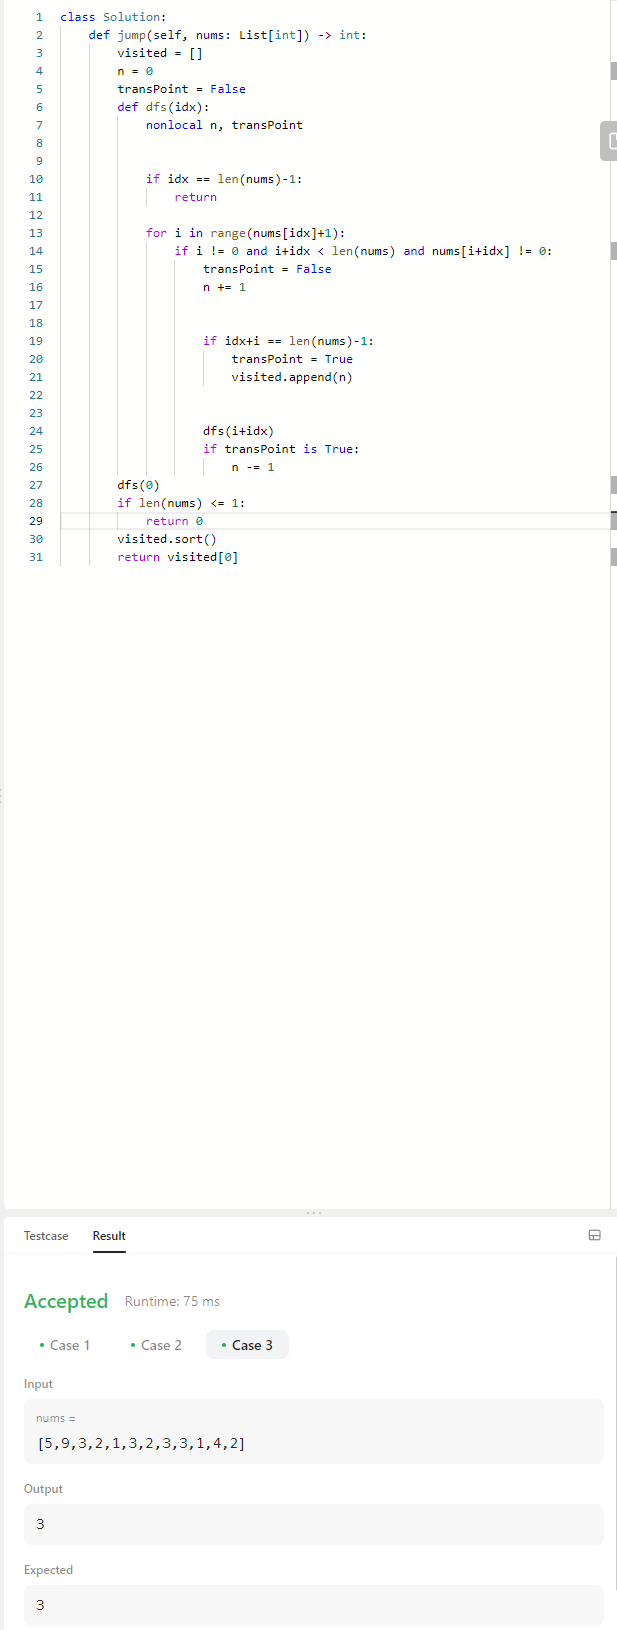 1 class Solution:
2 def jump(self, nums: List[int]) -> int:
3 visited = []
4 n = 0
5 transPoint = False
6 def dfs(idx):
7 nonlocal n, transPoint
8
9
10 if idx == len(nums)-1:
11 return
12
13 for i in range(nums[idx]+1):
14 if i != 0 and i+idx < len(nums) and nums[i+idx] != 0:
15 transPoint = False
16 n += 1
17
18
19 if idx+i == len(nums)-1:
20 transPoint = True
21 visited.append(n)
22
23
24 dfs(i+idx)
25 if transPoint is True:
26 n -= 1
27 dfs(0)
28 if len(nums) <= 1:
29 return 0
30 visited.sort()
31 return visited[0]
Testcase Result
Accepted Runtime: 75 ms
• Case 1 • Case 2 • Case 3
Input
nums =
[5,9,3,2,1,3,2,3,3,1,4,2]
Output
3
Expected
3